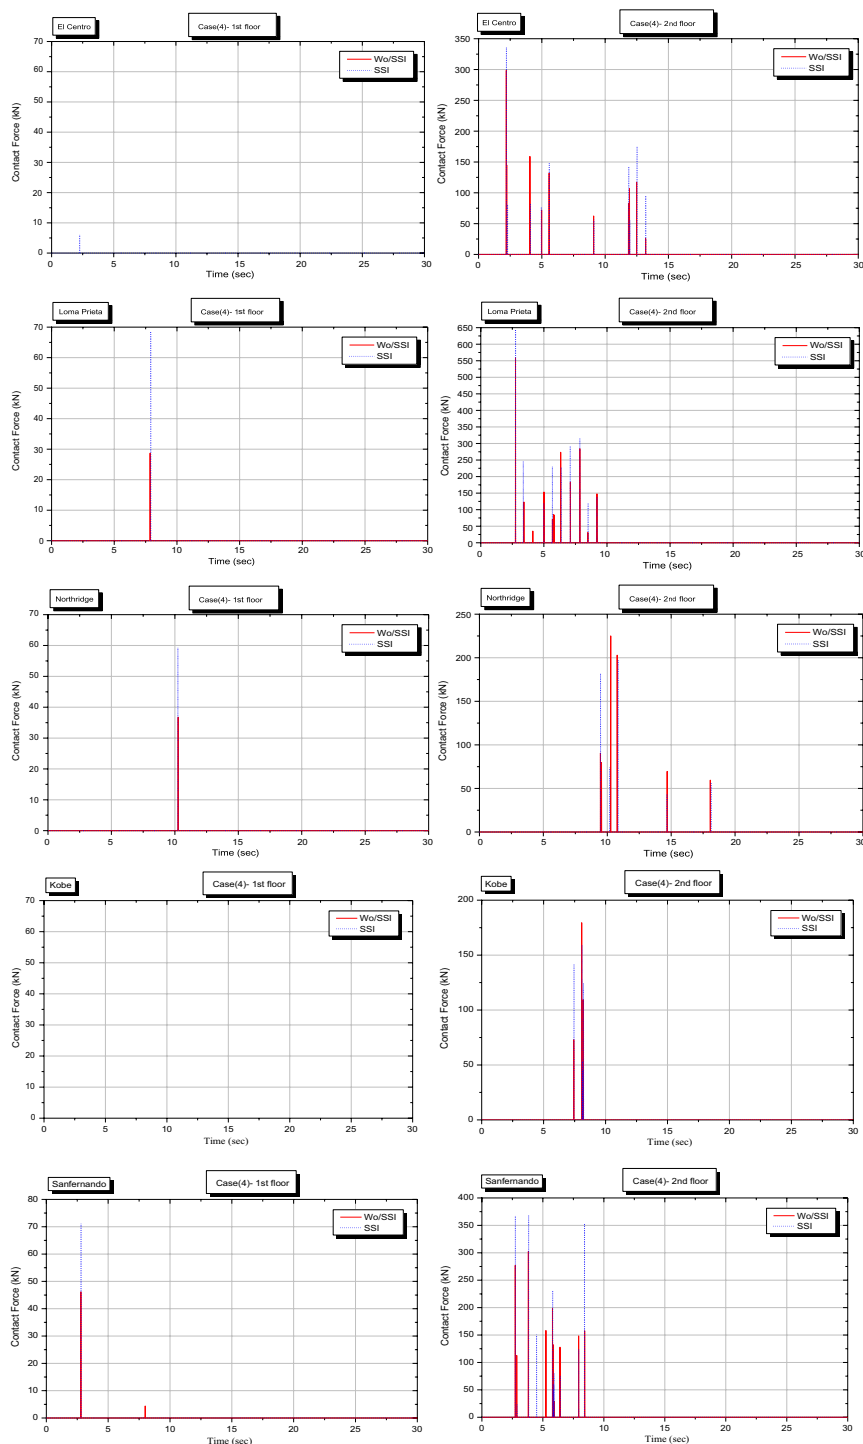 El Centro
Case(4)- 1st floor
Wo/SSI
SSI
Contact Force (kN)
70
60
50
40
30
20
10
0
0 5 10 15 20 25 30
Time (sec)
El Centro
Case(4)- 2nd floor
Wo/SSI
SSI
Contact Force (kN)
350
300
250
200
150
100
50
0
0 5 10 15 20 25 30
Time (sec)
Loma Prieta
Case(4)- 1st floor
Wo/SSI
SSI
Contact Force (kN)
70
60
50
40
30
20
10
0
0 5 10 15 20 25 30
Time (sec)
Loma Prieta
Case(4)- 2nd floor
Wo/SSI
SSI
Contact Force (kN)
650
600
550
500
450
400
350
300
250
200
150
100
50
0
0 5 10 15 20 25 30
Time (sec)
Northridge
Case(4)- 1st floor
Wo/SSI
SSI
Contact Force (kN)
70
60
50
40
30
20
10
0
0 5 10 15 20 25 30
Time (sec)
Northridge
Case(4)- 2nd floor
Wo/SSI
SSI
Contact Force (kN)
250
200
150
100
50
0
0 5 10 15 20 25 30
Time (sec)
Kobe
Case(4)- 1st floor
Wo/SSI
SSI
Contact Force (kN)
70
60
50
40
30
20
10
0
0 5 10 15 20 25 30
Time (sec)
Kobe
Case(4)- 2nd floor
Wo/SSI
SSI
Contact Force (kN)
200
150
100
50
0
0 5 10 15 20 25 30
Time (sec)
Sanfernando
Case(4)- 1st floor
Wo/SSI
SSI
Contact Force (kN)
80
70
60
50
40
30
20
10
0
0 5 10 15 20 25 30
Time (sec)
Sanfernando
Case(4)- 2nd floor
Wo/SSI
SSI
Contact Force (kN)
400
350
300
250
200
150
100
50
0
0 5 10 15 20 25 30
Time (sec)